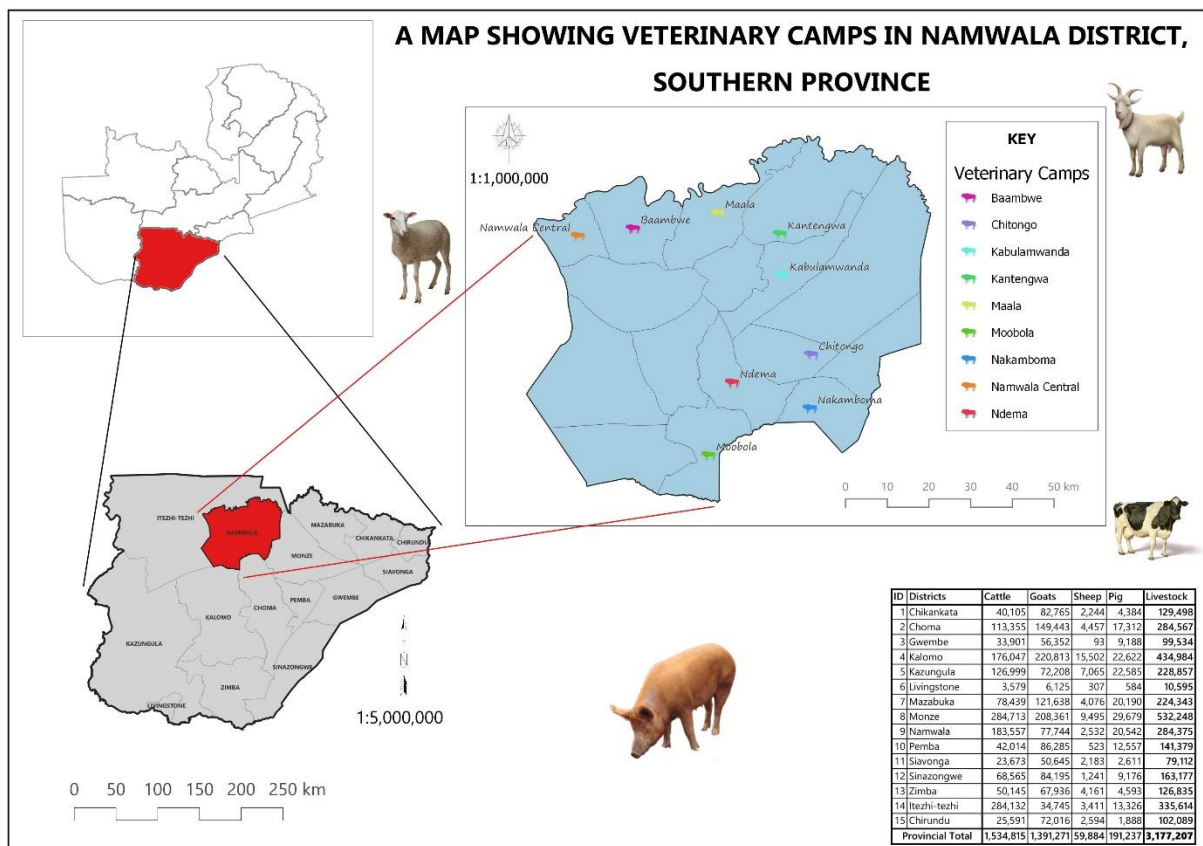 A MAP SHOWING VETERINARY CAMPS IN NAMWALA DISTRICT,
SOUTHERN PROVINCE
1:1,000,000
Namwala Central
Baambwe
Maala
Kantengwa
Kabulamwanda
Chitongo
Ndema
Nakamboma
Moobola
0 10 20 30 40 50 km
KEY
Veterinary Camps
Baambwe
Chitongo
Kabulamwanda
Kantengwa
Maala
Moobola
Nakamboma
Namwala Central
Ndema
ITEZHI-TEZHI
NAMWALA
MAZABUKA
CHIKANKATA
CHIRUNDU
MONZE
SIAVONGA
PEMBA
GWEMBE
CHOMA
KALOMO
KAZUNGULA
SINAZONGWE
ZIMBA
LIVINGSTONE
N
1:5,000,000
0 50 100 150 200 250 km
ID Districts Cattle Goats Sheep Pig Livestock
1 Chikankata 40,105 82,765 2,244 4,384 129,498
2 Choma 113,355 149,443 4,457 17,312 284,567
3 Gwembe 33,901 56,352 93 9,188 99,534
4 Kalomo 176,047 220,813 15,502 22,622 434,984
5 Kazungula 126,999 72,208 7,065 22,585 228,857
6 Livingstone 3,579 6,125 307 584 10,595
7 Mazabuka 78,439 121,638 4,076 20,190 224,343
8 Monze 284,713 208,361 9,495 29,679 532,248
9 Namwala 183,557 77,744 2,532 20,542 284,375
10 Pemba 42,014 86,285 523 12,557 141,379
11 Siavonga 23,673 50,645 2,183 2,611 79,112
12 Sinazongwe 68,565 84,195 1,241 9,176 163,177
13 Zimba 50,145 67,936 4,161 4,593 126,835
14 Itezhi-tezhi 284,132 34,745 3,411 13,326 335,614
15 Chirundu 25,591 72,016 2,594 1,888 102,089
Provincial Total 1,534,815 1,391,271 59,884 191,237 3,177,207